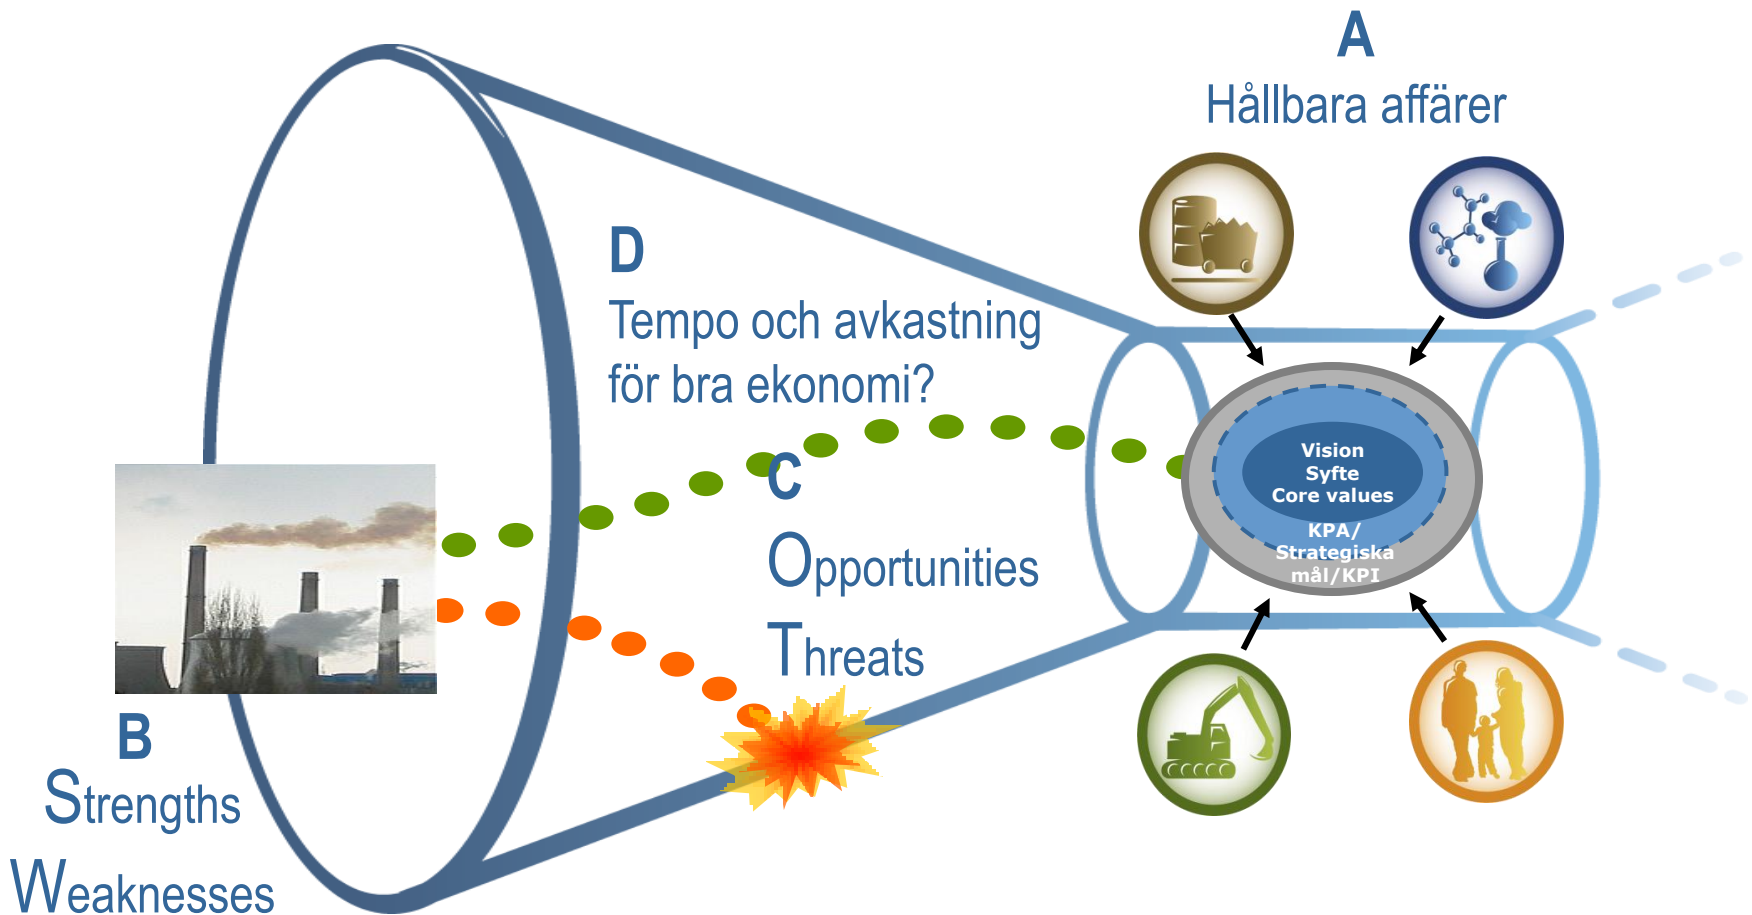 A
Hållbara affärer
D
Tempo och avkastning
för bra ekonomi?
C
Opportunities
Threats
Vision
Syfte
Core values
KPA/
Strategiska
mål/KPI
B
Strengths
Weaknesses